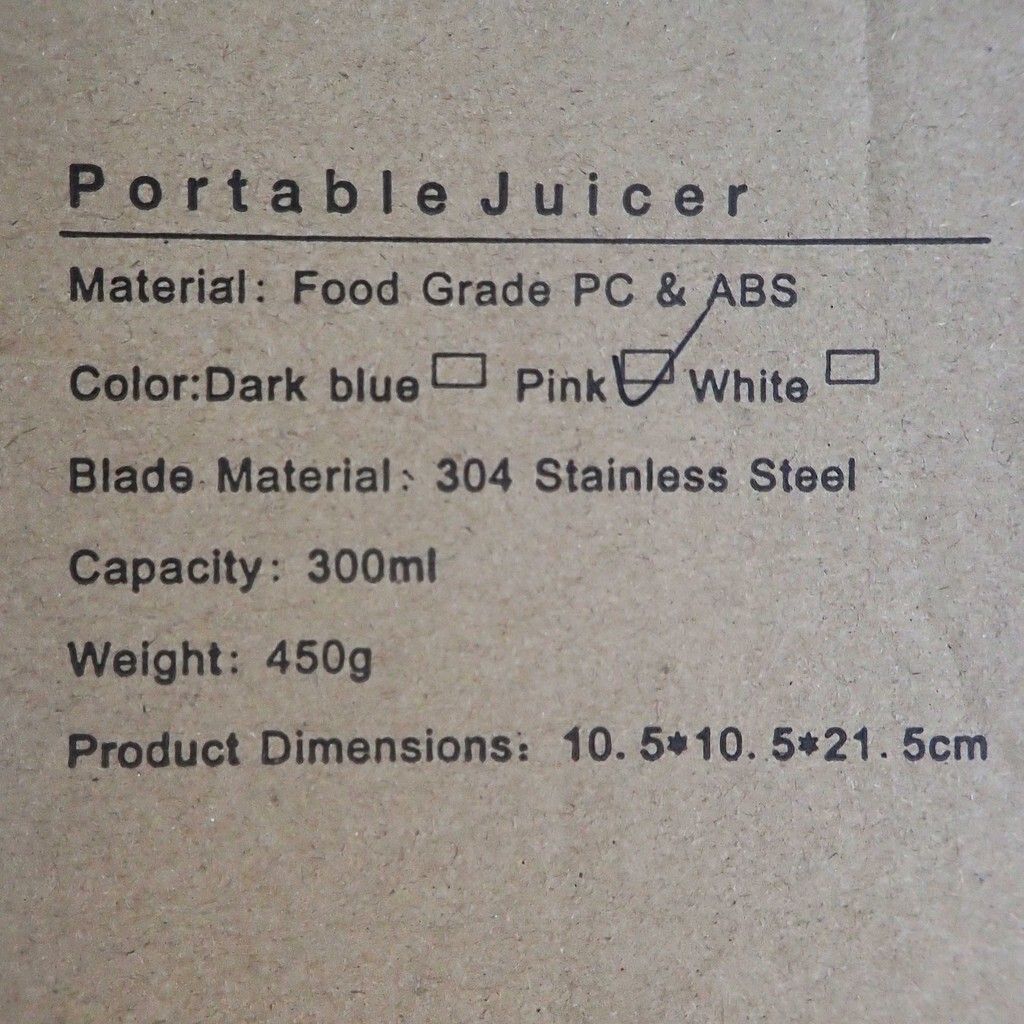 Portable Juicer
Material: Food Grade PC & ABS
Color:Dark blue Pink White
Blade Material: 304 Stainless Steel
Capacity: 300ml
Weight: 450g
Product Dimensions: 10.5*10.5*21.5cm